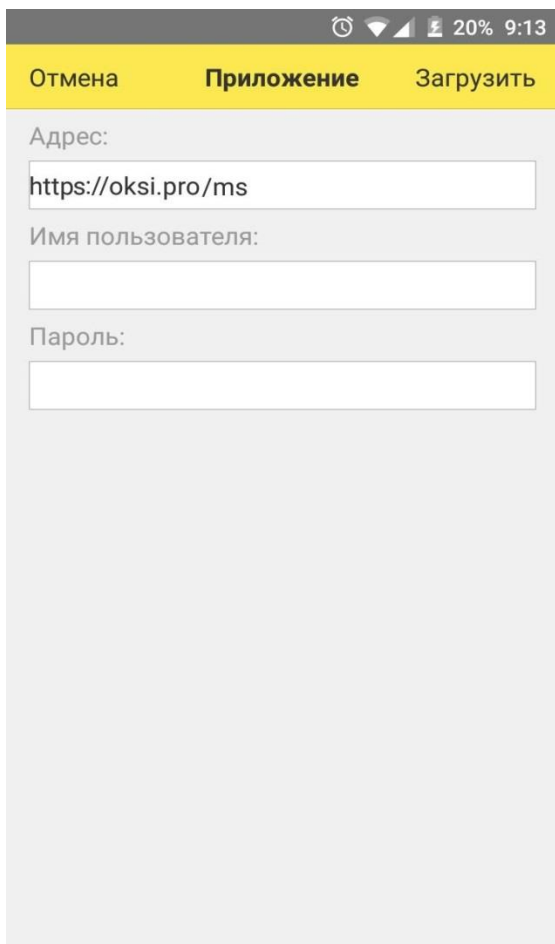 20% 9:13
Отмена Приложение Загрузить
Адрес:
https://oksi.pro/ms
Имя пользователя:
Пароль: